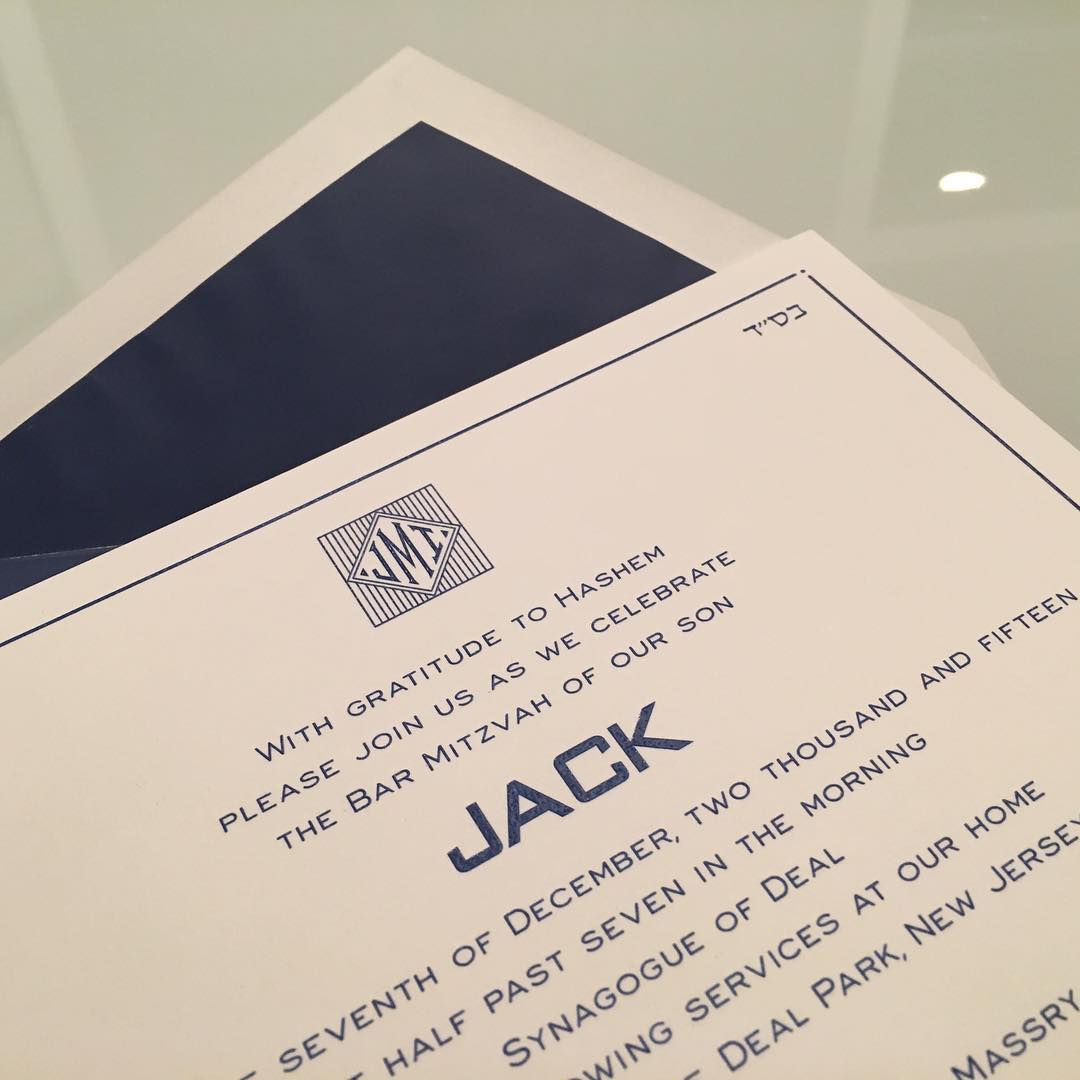 בס״ד
JMI
WITH GRATITUDE TO HASHEM
PLEASE JOIN US AS WE CELEBRATE
THE BAR MITZVAH OF OUR SON
JACK
SEVENTH OF DECEMBER, TWO THOUSAND AND FIFTEEN
HALF PAST SEVEN IN THE MORNING
SYNAGOGUE OF DEAL
OWING SERVICES AT OUR HOME
DEAL PARK, NEW JERSEY
MASSRY